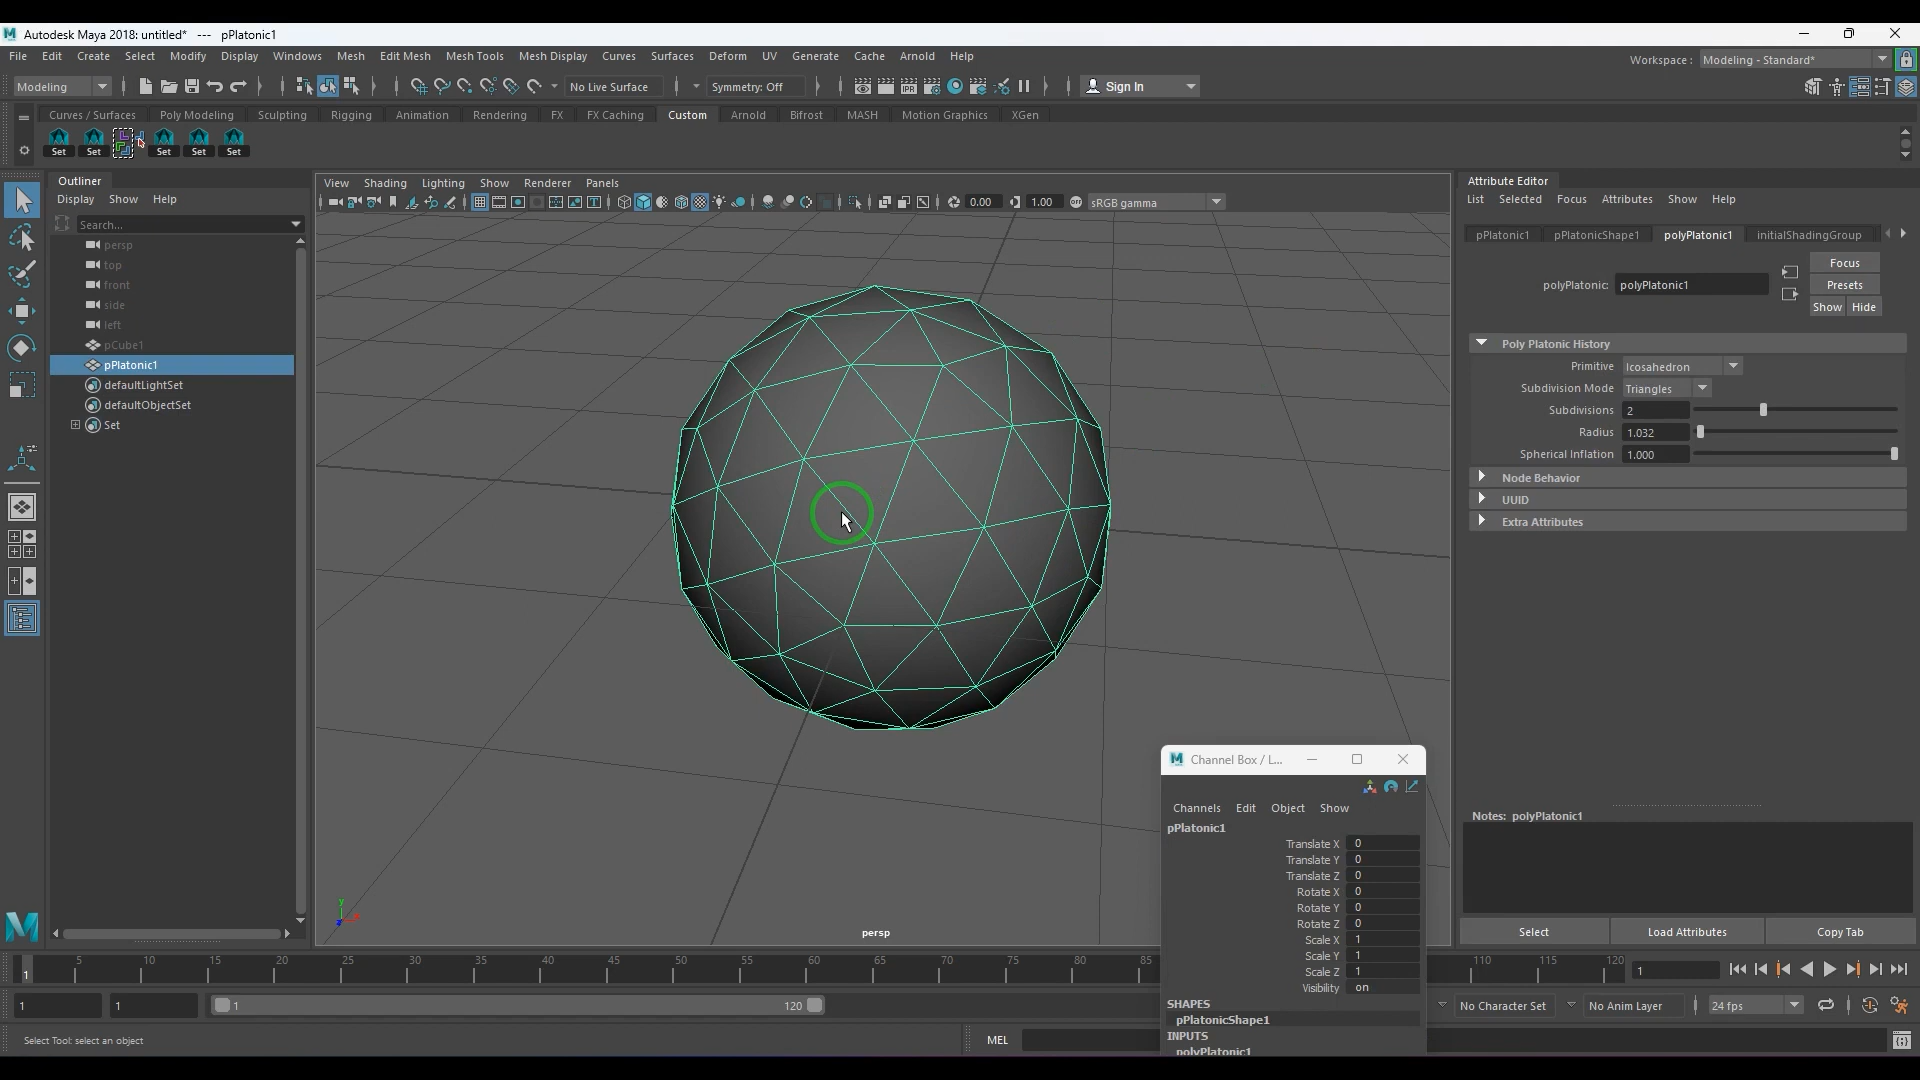 Autodesk Maya 2018: untitled* --- pPlatonic1
File Edit Create Select Modify Display Windows Mesh Edit Mesh Mesh Tools Mesh Display Curves Surfaces Deform UV Generate Cache Arnold Help
Workspace : Modeling - Standard*
Modeling No Live Surface Symmetry: Off IPR Sign In
Curves / Surfaces Poly Modeling Sculpting Rigging Animation Rendering FX FX Caching Custom Arnold Bifrost MASH Motion Graphics XGen
Set Set Set Set Set
Outliner
Display Show Help
Search...
persp
top
front
side
left
pCube1
pPlatonic1
defaultLightSet
defaultObjectSet
Set
View Shading Lighting Show Renderer Panels
0.00 1.00 sRGB gamma
persp
Attribute Editor
List Selected Focus Attributes Show Help
pPlatonic1 pPlatonicShape1 polyPlatonic1 initialShadingGroup
polyPlatonic: polyPlatonic1
Focus
Presets
Show Hide
Poly Platonic History
Primitive Icosahedron
Subdivision Mode Triangles
Subdivisions 2
Radius 1.032
Spherical Inflation 1.000
Node Behavior
UUID
Extra Attributes
Notes: polyPlatonic1
Select Load Attributes Copy Tab
Channel Box / L...
Channels Edit Object Show
pPlatonic1
Translate X 0
Translate Y 0
Translate Z 0
Rotate X 0
Rotate Y 0
Rotate Z 0
Scale X 1
Scale Y 1
Scale Z 1
Visibility on
SHAPES
pPlatonicShape1
INPUTS
polyPlatonic1
1 5 10 15 20 25 30 35 40 45 50 55 60 65 70 75 80 85 110 115 120 1
1 1 1 120 No Character Set No Anim Layer 24 fps
Select Tool: select an object
MEL